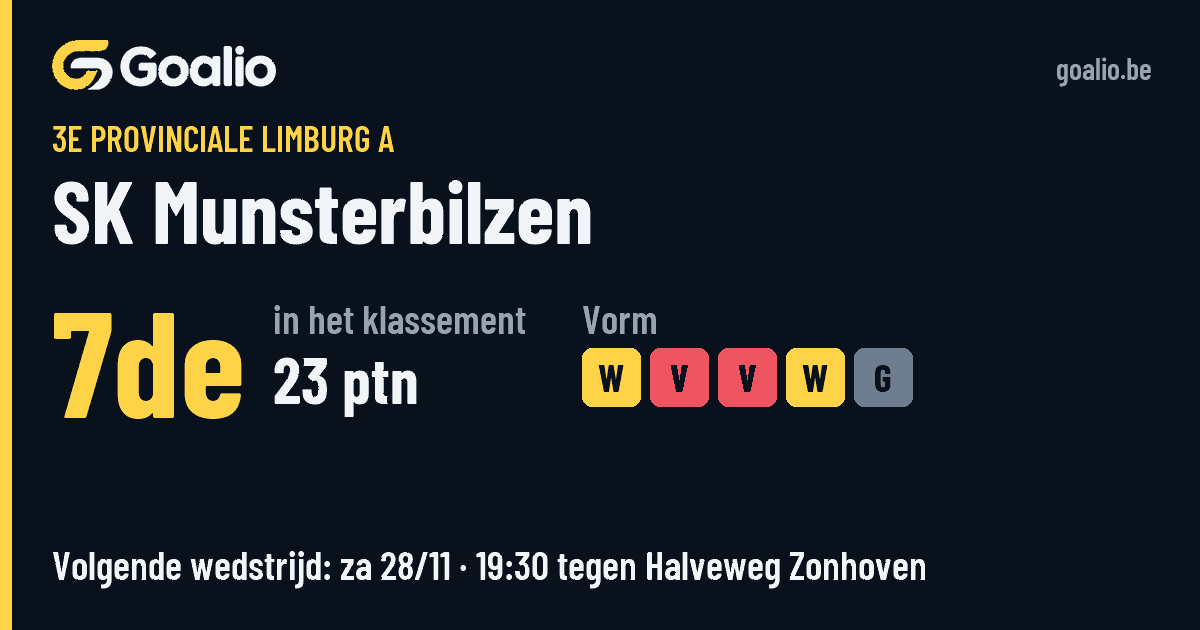 Goalio
goalio.be
3E PROVINCIALE LIMBURG A
SK Munsterbilzen
7de
in het klassement
23 ptn
Vorm
W V V W G
Volgende wedstrijd: za 28/11 · 19:30 tegen Halveweg Zonhoven